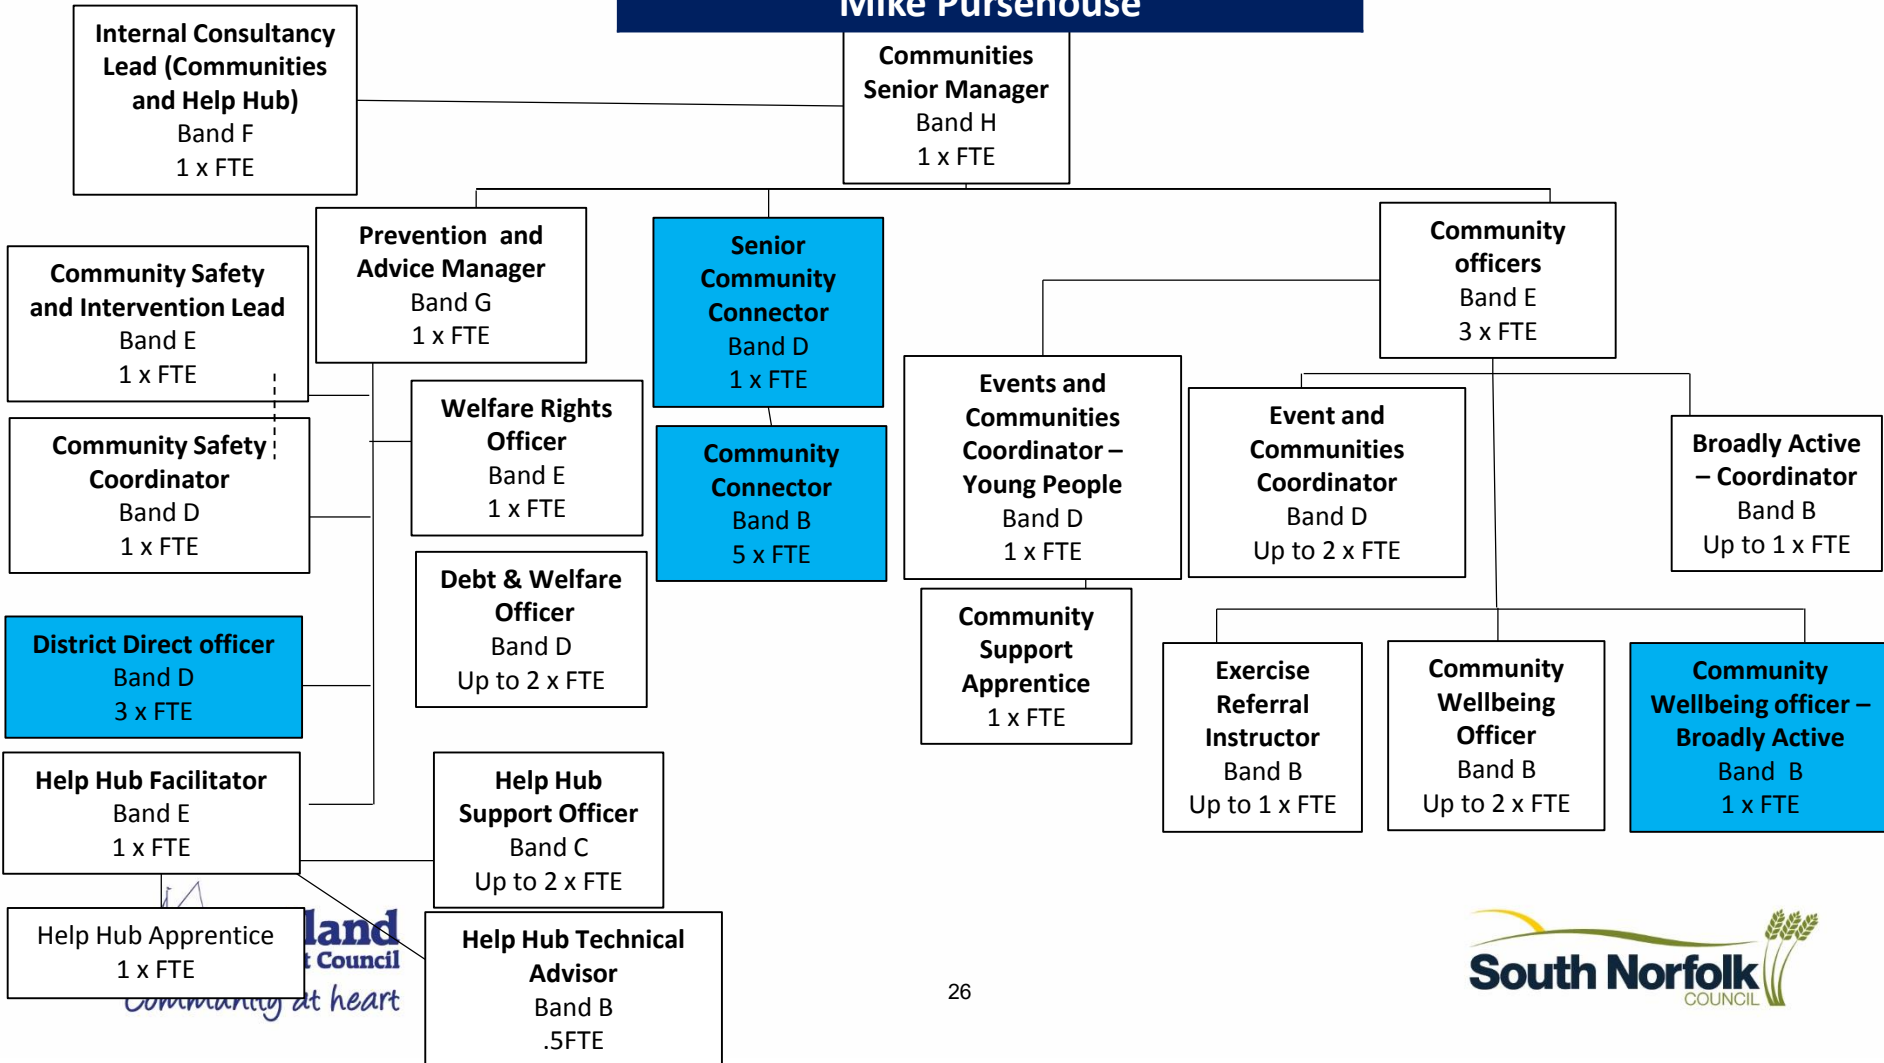 Mike Pursehouse
Internal Consultancy
Lead (Communities
and Help Hub)
Band F
1 x FTE
Communities
Senior Manager
Band H
1 x FTE
Prevention and
Advice Manager
Band G
1 x FTE
Senior
Community
Connector
Band D
1 x FTE
Community
officers
Band E
3 x FTE
Community Safety
and Intervention Lead
Band E
1 x FTE
Community Safety
Coordinator
Band D
1 x FTE
Welfare Rights
Officer
Band E
1 x FTE
Community
Connector
Band B
5 x FTE
Events and
Communities
Coordinator –
Young People
Band D
1 x FTE
Event and
Communities
Coordinator
Band D
Up to 2 x FTE
Broadly Active
– Coordinator
Band B
Up to 1 x FTE
Debt & Welfare
Officer
Band D
Up to 2 x FTE
District Direct officer
Band D
3 x FTE
Community
Support
Apprentice
1 x FTE
Exercise
Referral
Instructor
Band B
Up to 1 x FTE
Community
Wellbeing
Officer
Band B
Up to 2 x FTE
Community
Wellbeing officer –
Broadly Active
Band B
1 x FTE
Help Hub Facilitator
Band E
1 x FTE
Help Hub
Support Officer
Band C
Up to 2 x FTE
Help Hub Apprentice
1 x FTE
Help Hub Technical
Advisor
Band B
.5FTE
land
t Council
Community at heart
26
South Norfolk
COUNCIL